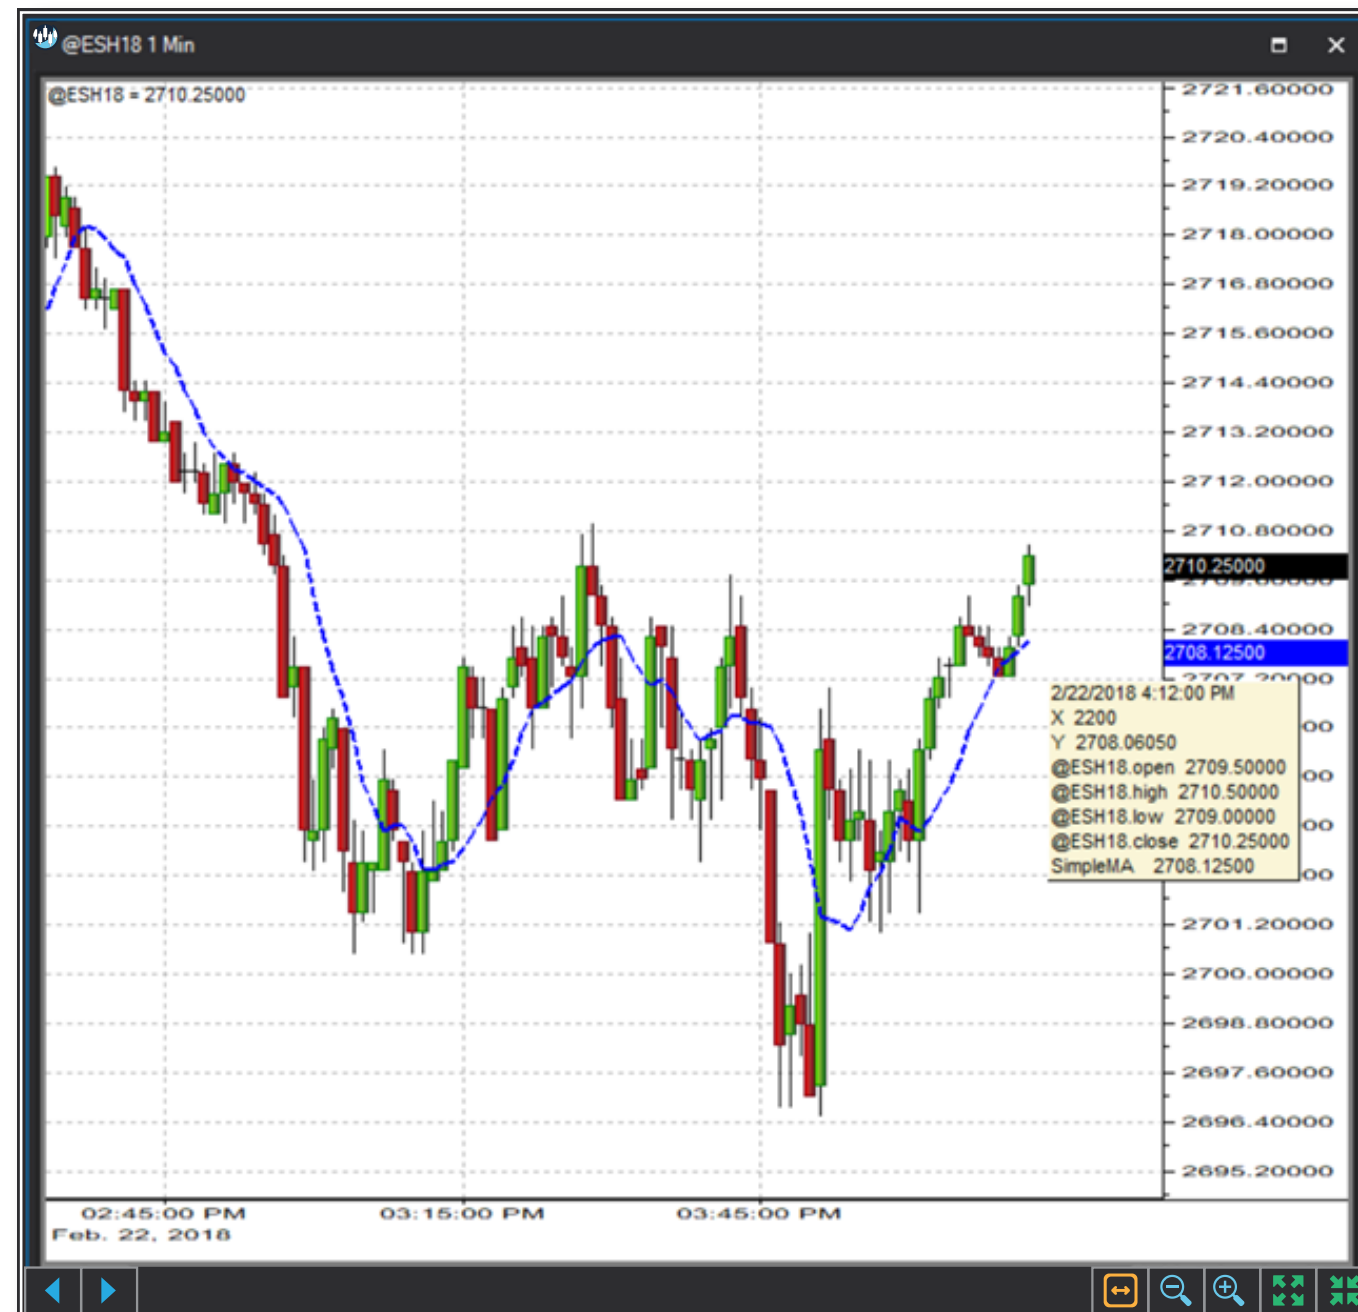 @ESH18 1 Min
@ESH18 = 2710.25000
2721.60000
2720.40000
2719.20000
2718.00000
2716.80000
2715.60000
2714.40000
2713.20000
2712.00000
2710.80000
2710.25000
2708.40000
2708.12500
2707.20000
2/22/2018 4:12:00 PM
X 2200
Y 2708.06050
@ESH18.open 2709.50000
@ESH18.high 2710.50000
@ESH18.low 2709.00000
@ESH18.close 2710.25000
SimpleMA 2708.12500
2701.20000
2700.00000
2698.80000
2697.60000
2696.40000
2695.20000
02:45:00 PM 03:15:00 PM 03:45:00 PM
Feb. 22, 2018